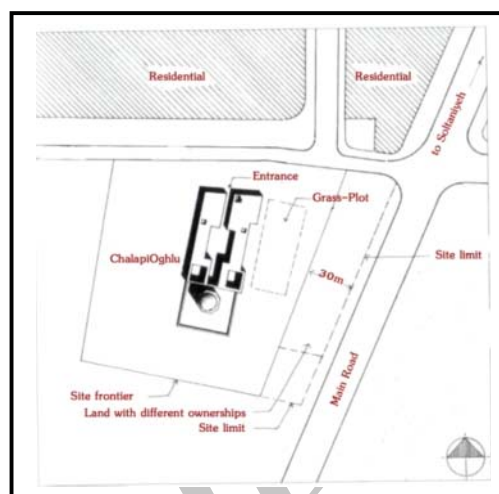 Residential
Residential
to Soltaniyeh
Entrance
Grass-Plot
ChalapiOghlu
Site limit
30m
Site frontier
Land with different ownerships
Site limit
Main Road